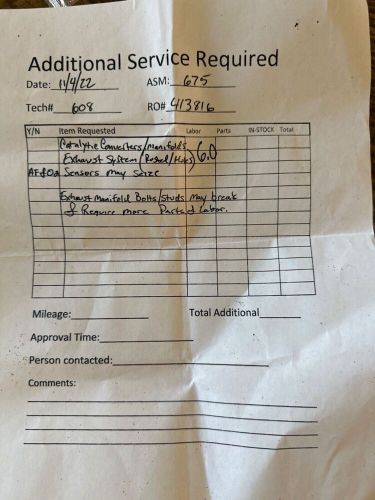 Additional Service Required
Date: 11/4/22 ASM: 675
Tech# 608 RO# 413816
Y/N Item Requested Labor Parts IN-STOCK Total
Catalytic Converters/Manifolds
Exhaust System (Rusted/Holes) 6.0
AF&O2 Sensors may Seize
Exhaust Manifold Bolts/Studs May break
& Require more Parts & Labor.
Mileage: Total Additional
Approval Time:
Person contacted:
Comments: